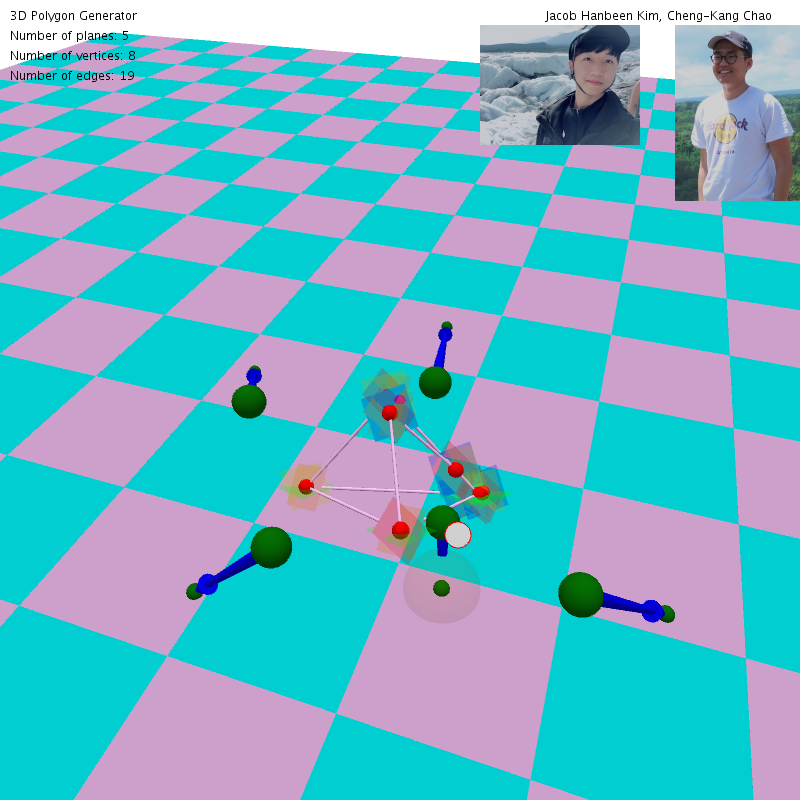 3D Polygon Generator
Jacob Hanbeen Kim, Cheng-Kang Chao
Number of planes: 5
Number of vertices: 8
Number of edges: 19